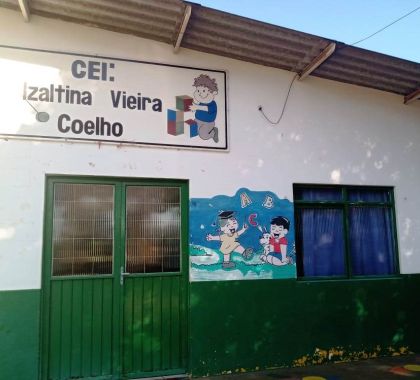 CEI:
Izaltina Vieira
Coelho
A B
C